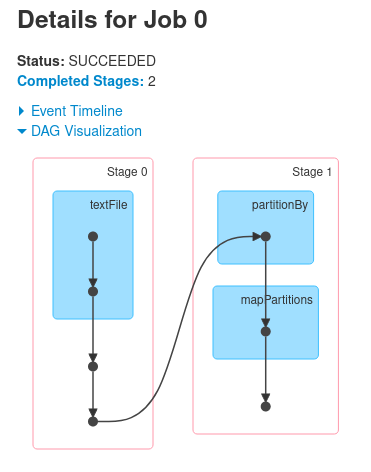 Details for Job 0
Status: SUCCEEDED
Completed Stages: 2
Event Timeline
DAG Visualization
Stage 0
Stage 1
textFile
partitionBy
mapPartitions